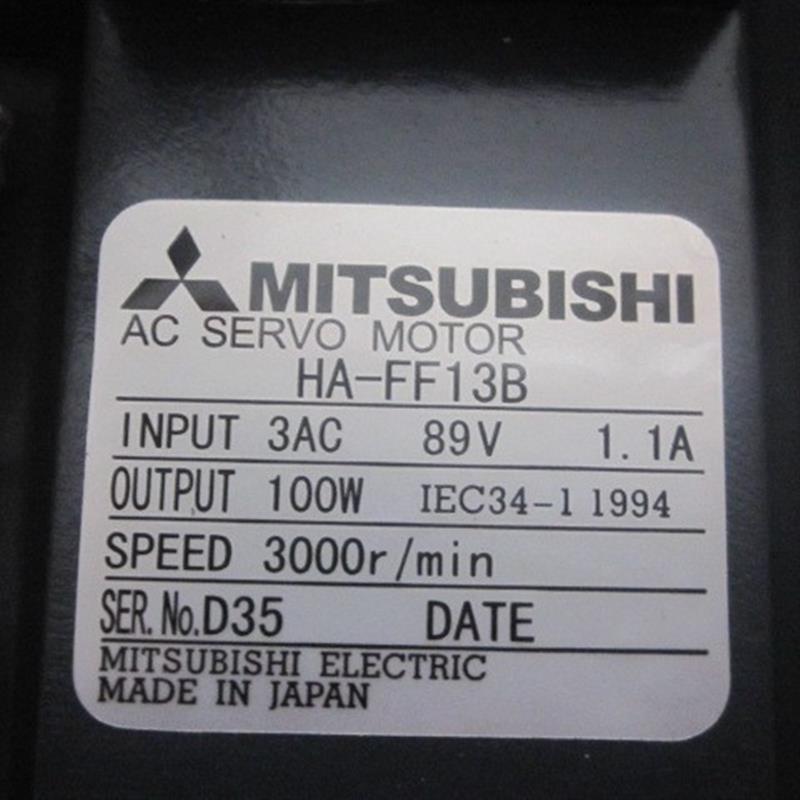 MITSUBISHI
AC SERVO MOTOR
HA-FF13B
INPUT 3AC 89V 1.1A
OUTPUT 100W IEC34-1 1994
SPEED 3000r/min
SER. No. D35 DATE
MITSUBISHI ELECTRIC
MADE IN JAPAN